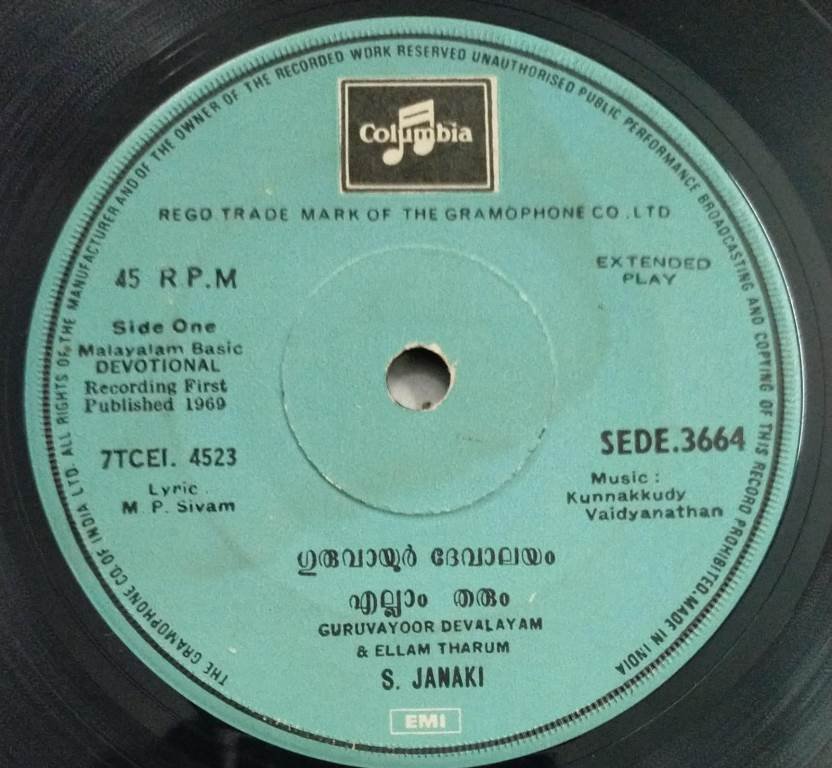 THE GRAMOPHONE CO. OF INDIA LTD. ALL RIGHTS OF THE MANUFACTURER AND OF THE OWNER OF THE RECORDED WORK RESERVED UNAUTHORISED PUBLIC PERFORMANCE BROADCASTING AND COPYING OF THIS RECORD PROHIBITED. MADE IN INDIA
Columbia
REGD TRADE MARK OF THE GRAMOPHONE CO. LTD
45 R.P.M
EXTENDED
PLAY
Side One
Malayalam Basic
DEVOTIONAL
Recording First
Published 1969
7TCEI. 4523
Lyric
M. P. Sivam
SEDE.3664
Music :
Kunnakkudy
Vaidyanathan
ഗുരുവായൂർ ദേവാലയം
എല്ലാം തരും
GURUVAYOOR DEVALAYAM
& ELLAM THARUM
S. JANAKI
EMI